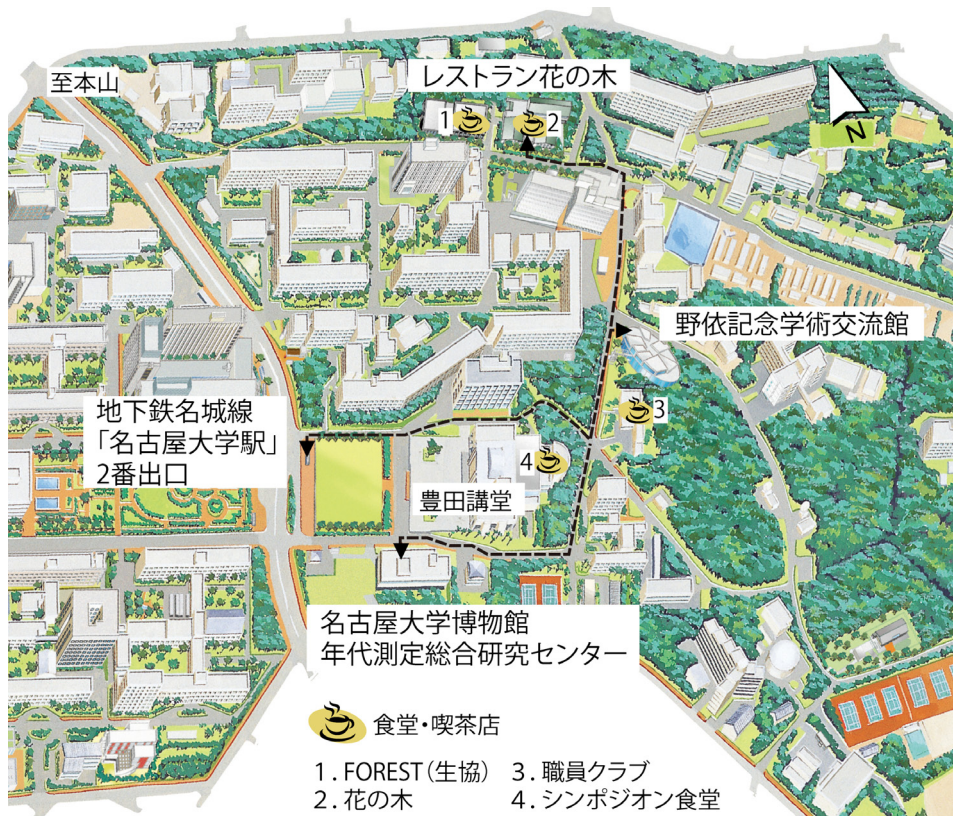 至本山
レストラン花の木
1
2
N
野依記念学術交流館
地下鉄名城線
「名古屋大学駅」
2番出口
3
4
豊田講堂
名古屋大学博物館
年代測定総合研究センター
食堂・喫茶店
1. FOREST(生協) 3. 職員クラブ
2. 花の木 4. シンポジオン食堂